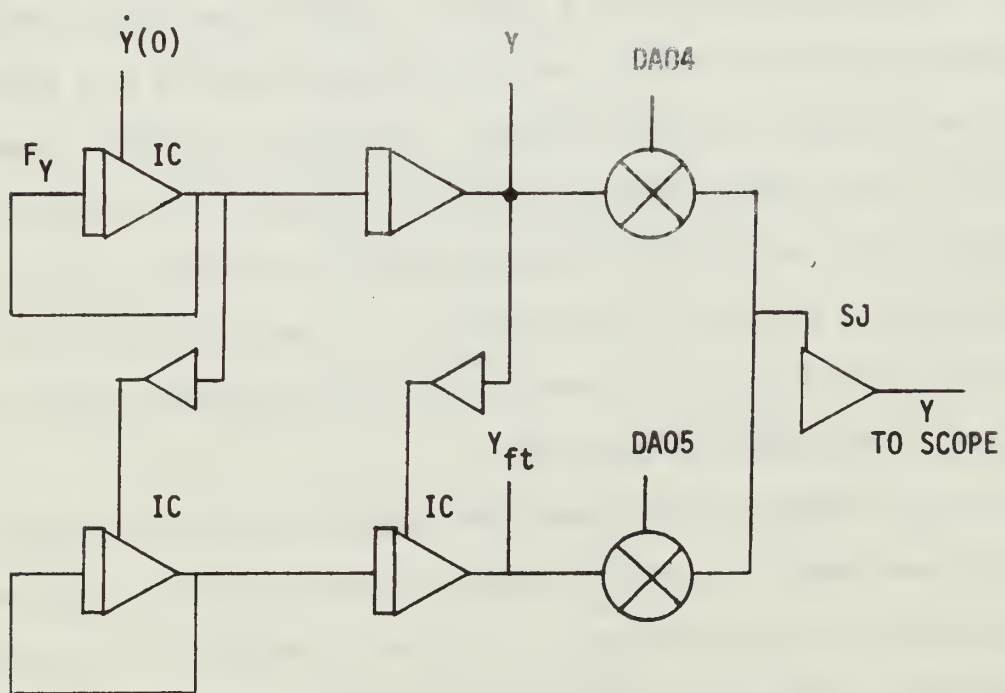 Ẏ(0)
Y
DA04
F_Y
IC
SJ
Y
TO SCOPE
Y_ft
DA05
IC
IC